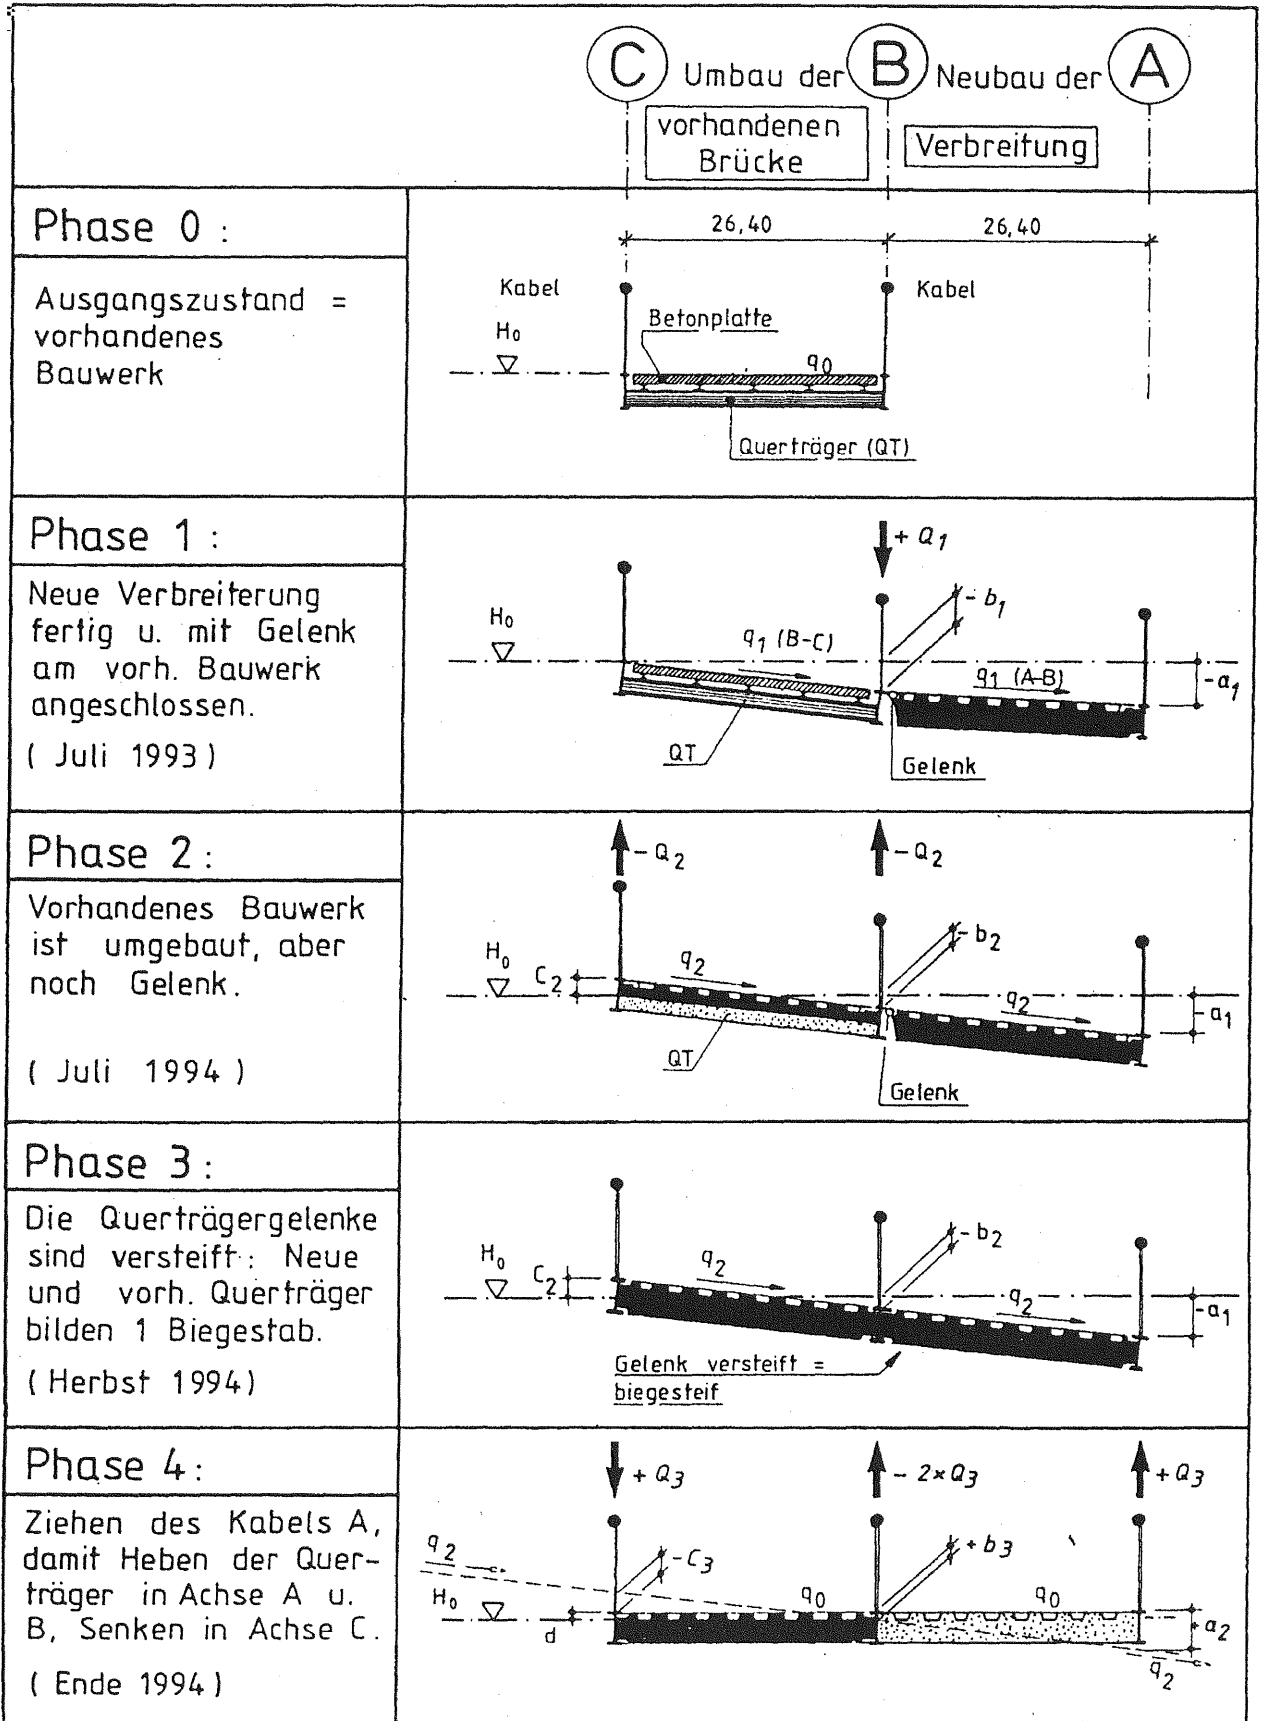 C Umbau der B Neubau der A
vorhandenen
Brücke
Verbreitung
Phase 0 :
Ausgangszustand =
vorhandenes
Bauwerk
26,40 26,40
Kabel Kabel
Betonplatte
H0
q0
Querträger (QT)
Phase 1 :
Neue Verbreiterung
fertig u. mit Gelenk
am vorh. Bauwerk
angeschlossen.
( Juli 1993 )
+ Q1
- b1
H0
q1 (B-C)
q1 (A-B)
- a1
QT
Gelenk
Phase 2 :
Vorhandenes Bauwerk
ist umgebaut, aber
noch Gelenk.
( Juli 1994 )
- Q2 - Q2
- b2
H0
C2
q2
q2
- a1
QT
Gelenk
Phase 3 :
Die Querträgergelenke
sind versteift : Neue
und vorh. Querträger
bilden 1 Biegestab.
( Herbst 1994)
- b2
H0
C2
q2
q2
-a1
Gelenk versteift =
biegesteif
Phase 4 :
Ziehen des Kabels A,
damit Heben der Quer-
träger in Achse A u.
B, Senken in Achse C.
( Ende 1994 )
+ Q3 - 2×Q3 + Q3
q2
- C3
+ b3
H0
q0 q0
d
+ a2
q2